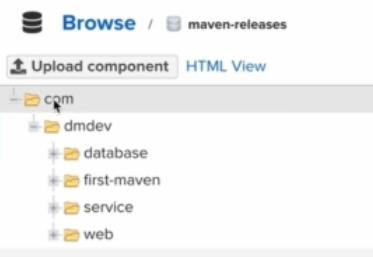 Browse / maven-releases
Upload component HTML View
com
dmdev
database
first-maven
service
web